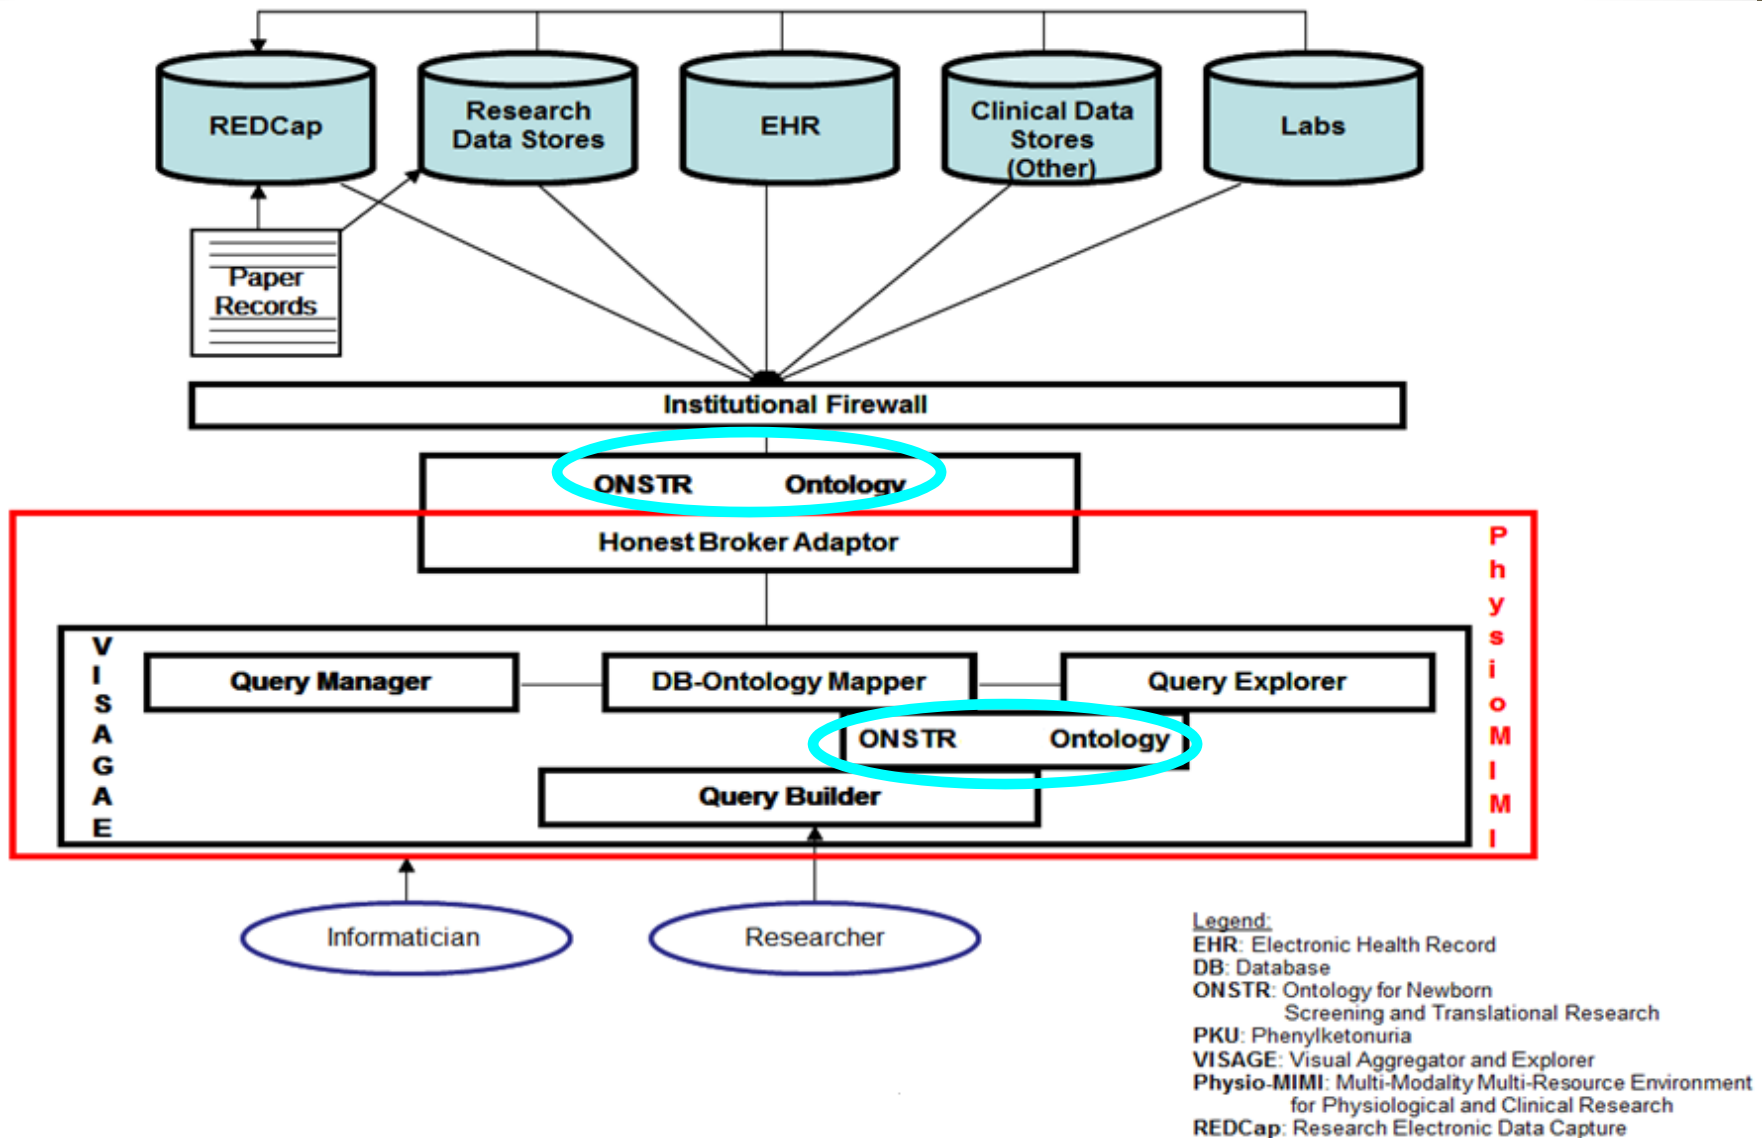 REDCap
Research
Data Stores
EHR
Clinical Data
Stores
(Other)
Labs
Paper
Records
Institutional Firewall
ONSTR Ontology
Honest Broker Adaptor
PhysioMIMI
VISAGE
Query Manager
DB-Ontology Mapper
Query Explorer
ONSTR Ontology
Query Builder
Informatician
Researcher
Legend:
EHR: Electronic Health Record
DB: Database
ONSTR: Ontology for Newborn
Screening and Translational Research
PKU: Phenylketonuria
VISAGE: Visual Aggregator and Explorer
Physio-MIMI: Multi-Modality Multi-Resource Environment
for Physiological and Clinical Research
REDCap: Research Electronic Data Capture